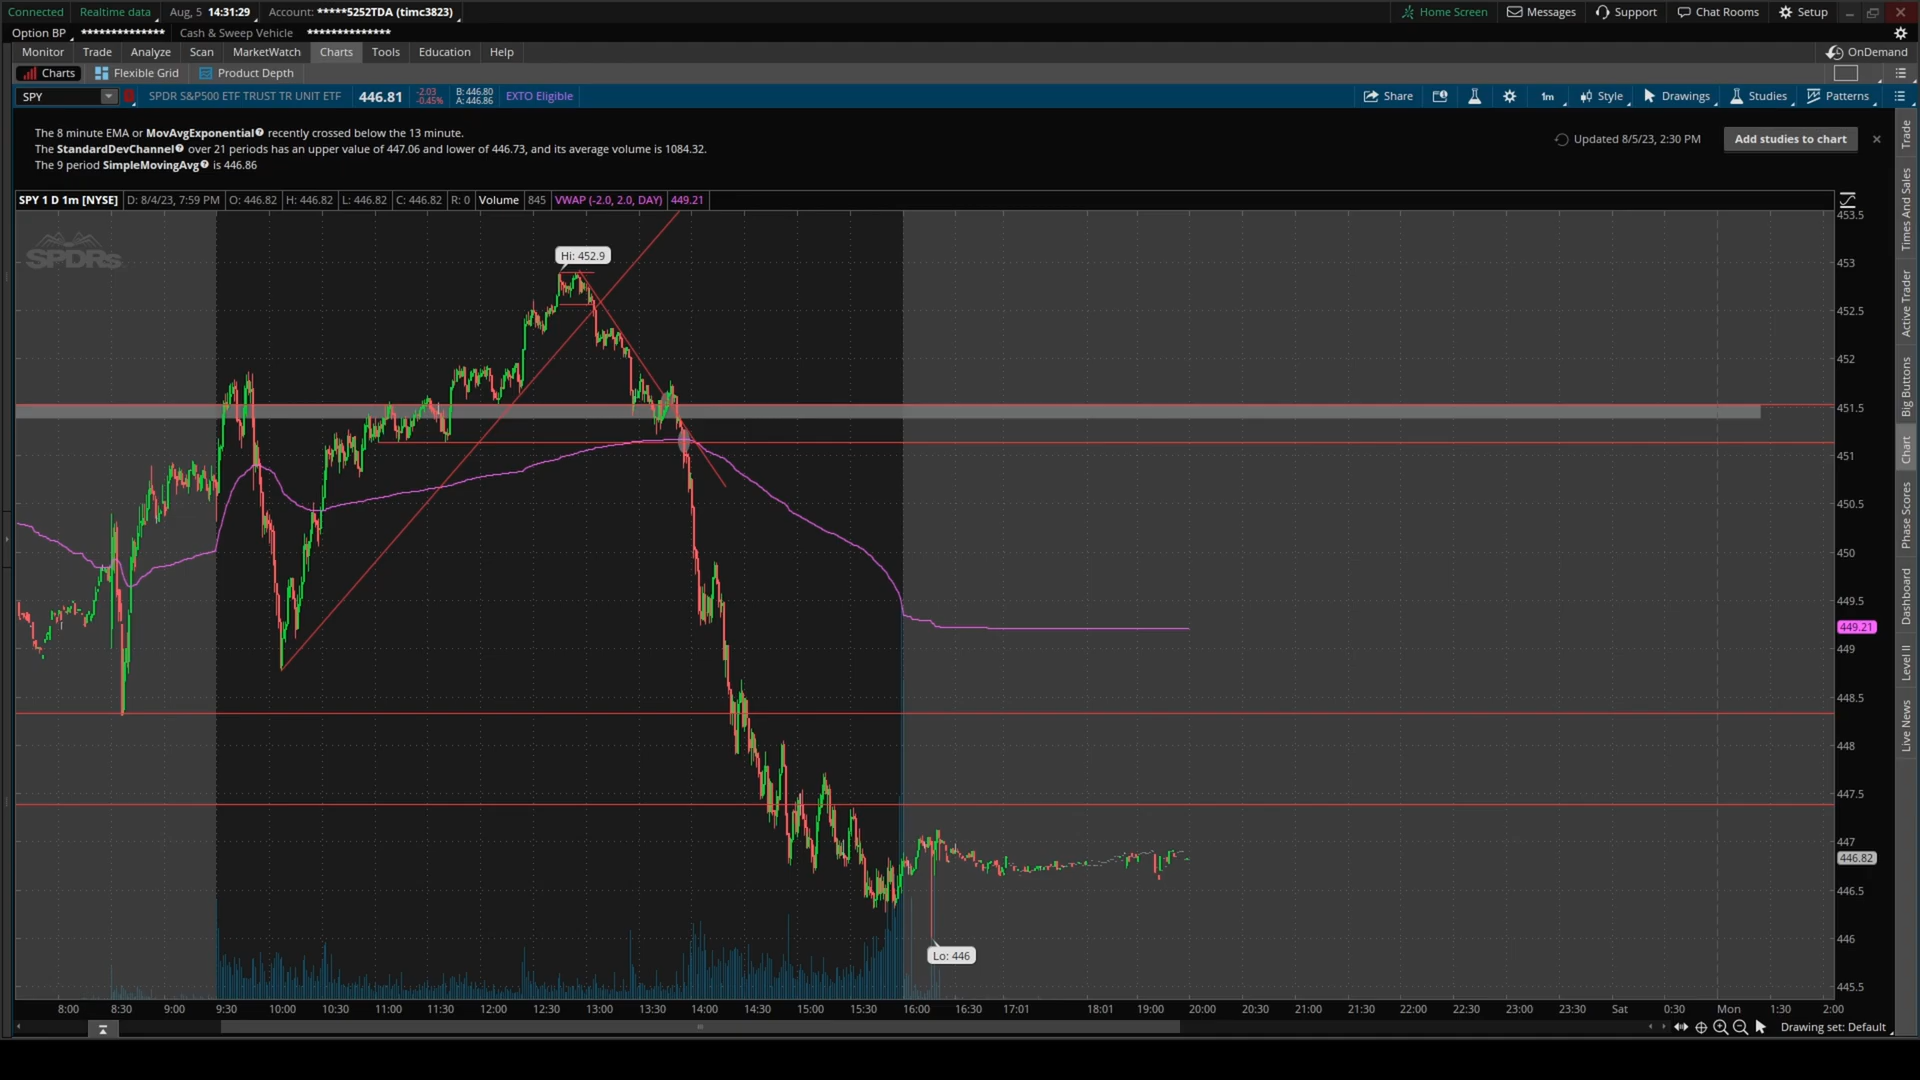 Connected Realtime data Aug, 5 14:31:29 Account: *****5252TDA (timc3823) Home Screen Messages Support Chat Rooms Setup
Option BP ************** Cash & Sweep Vehicle **************
Monitor Trade Analyze Scan MarketWatch Charts Tools Education Help OnDemand
Charts Flexible Grid Product Depth
SPY SPDR S&P500 ETF TRUST TR UNIT ETF 446.81 -2.03 -0.45% B: 446.80 A: 446.86 EXTO Eligible Share 1m Style Drawings Studies Patterns
The 8 minute EMA or MovAvgExponential recently crossed below the 13 minute.
The StandardDevChannel over 21 periods has an upper value of 447.06 and lower of 446.73, and its average volume is 1084.32.
The 9 period SimpleMovingAvg is 446.86
Updated 8/5/23, 2:30 PM Add studies to chart
SPY 1 D 1m [NYSE] D: 8/4/23, 7:59 PM O: 446.82 H: 446.82 L: 446.82 C: 446.82 R: 0 Volume 845 VWAP (-2.0, 2.0, DAY) 449.21
SPDRs
Hi: 452.9
Lo: 446
453.5
453
452.5
452
451.5
451
450.5
450
449.5
449.21
449
448.5
448
447.5
447
446.82
446.5
446
445.5
8:00 8:30 9:00 9:30 10:00 10:30 11:00 11:30 12:00 12:30 13:00 13:30 14:00 14:30 15:00 15:30 16:00 16:30 17:01 18:01 19:00 20:00 20:30 21:00 21:30 22:00 22:30 23:00 23:30 Sat 0:30 Mon 1:30 2:00
Drawing set: Default
Trade
Times And Sales
Active Trader
Big Buttons
Chart
Phase Scores
Dashboard
Level II
Live News